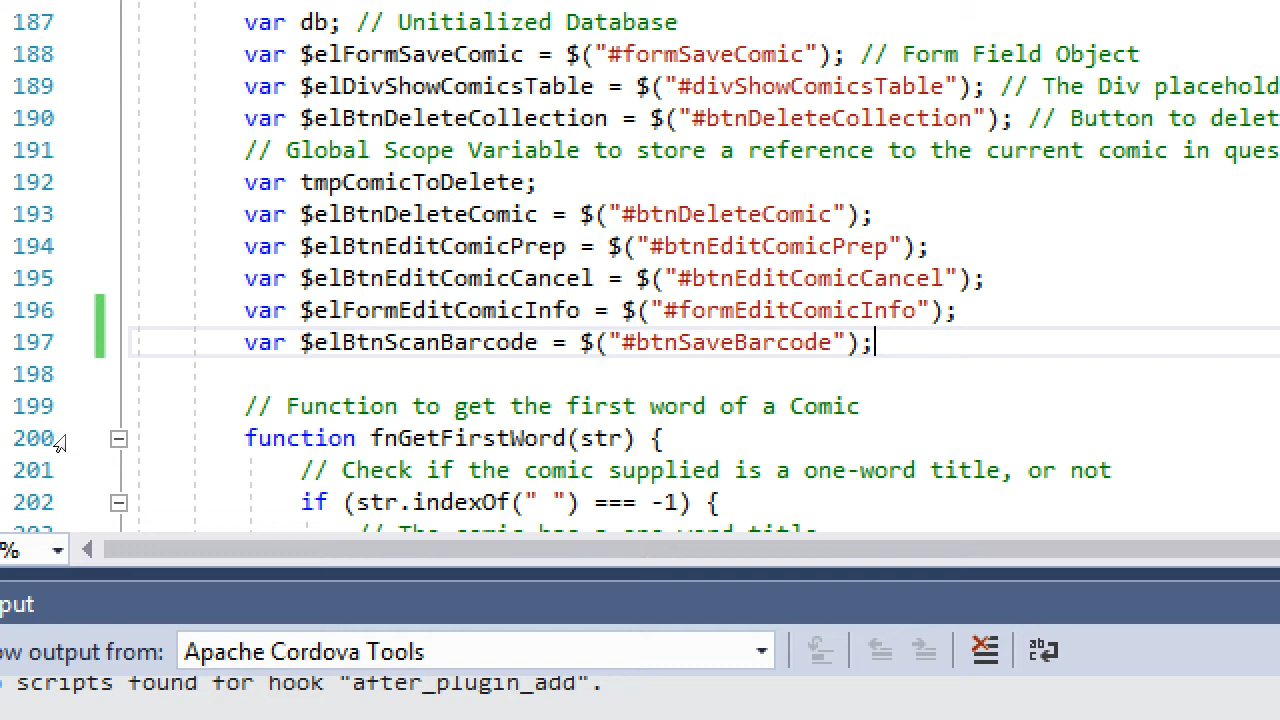 187 var db; // Unitialized Database
188 var $elFormSaveComic = $("#formSaveComic"); // Form Field Object
189 var $elDivShowComicsTable = $("#divShowComicsTable"); // The Div placehold
190 var $elBtnDeleteCollection = $("#btnDeleteCollection"); // Button to delet
191 // Global Scope Variable to store a reference to the current comic in ques
192 var tmpComicToDelete;
193 var $elBtnDeleteComic = $("#btnDeleteComic");
194 var $elBtnEditComicPrep = $("#btnEditComicPrep");
195 var $elBtnEditComicCancel = $("#btnEditComicCancel");
196 var $elFormEditComicInfo = $("#formEditComicInfo");
197 var $elBtnScanBarcode = $("#btnSaveBarcode");
198
199 // Function to get the first word of a Comic
200 function fnGetFirstWord(str) {
201 // Check if the comic supplied is a one-word title, or not
202 if (str.indexOf(" ") === -1) {
%
put
ow output from: Apache Cordova Tools
scripts found for hook "after_plugin_add".